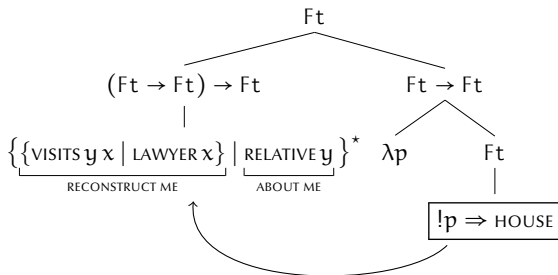 Ft
(Ft → Ft) → Ft
Ft → Ft
{{VISITS y x | LAWYER x} | RELATIVE y}⋆
λp
Ft
RECONSTRUCT ME
ABOUT ME
!p ⇒ HOUSE